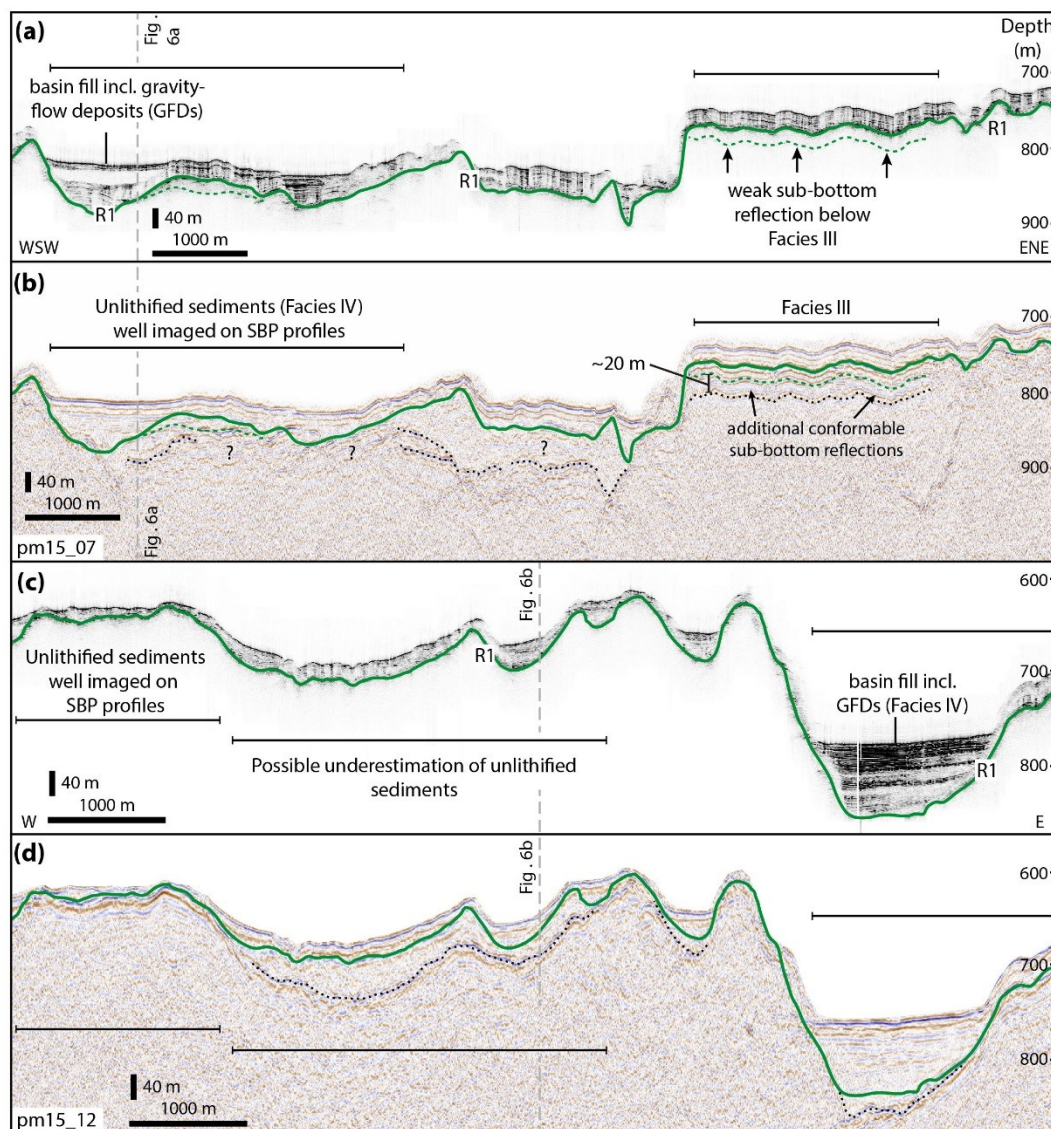 (a)
Fig.
6a
Depth
(m)
basin fill incl. gravity-
flow deposits (GFDs)
700
R1
R1
800
R1
weak sub-bottom
reflection below
Facies III
40 m
1000 m
900
WSW
ENE
(b)
Unlithified sediments (Facies IV)
well imaged on SBP profiles
Facies III
700
~20 m
800
additional conformable
sub-bottom reflections
? ? ?
900
40 m
1000 m
Fig. 6a
pm15_07
(c)
Fig. 6b
600
R1
Unlithified sediments
well imaged on
SBP profiles
700
basin fill incl.
GFDs (Facies IV)
Possible underestimation of unlithified
sediments
R1
800
40 m
1000 m
W
E
(d)
Fig. 6b
600
700
800
40 m
1000 m
pm15_12